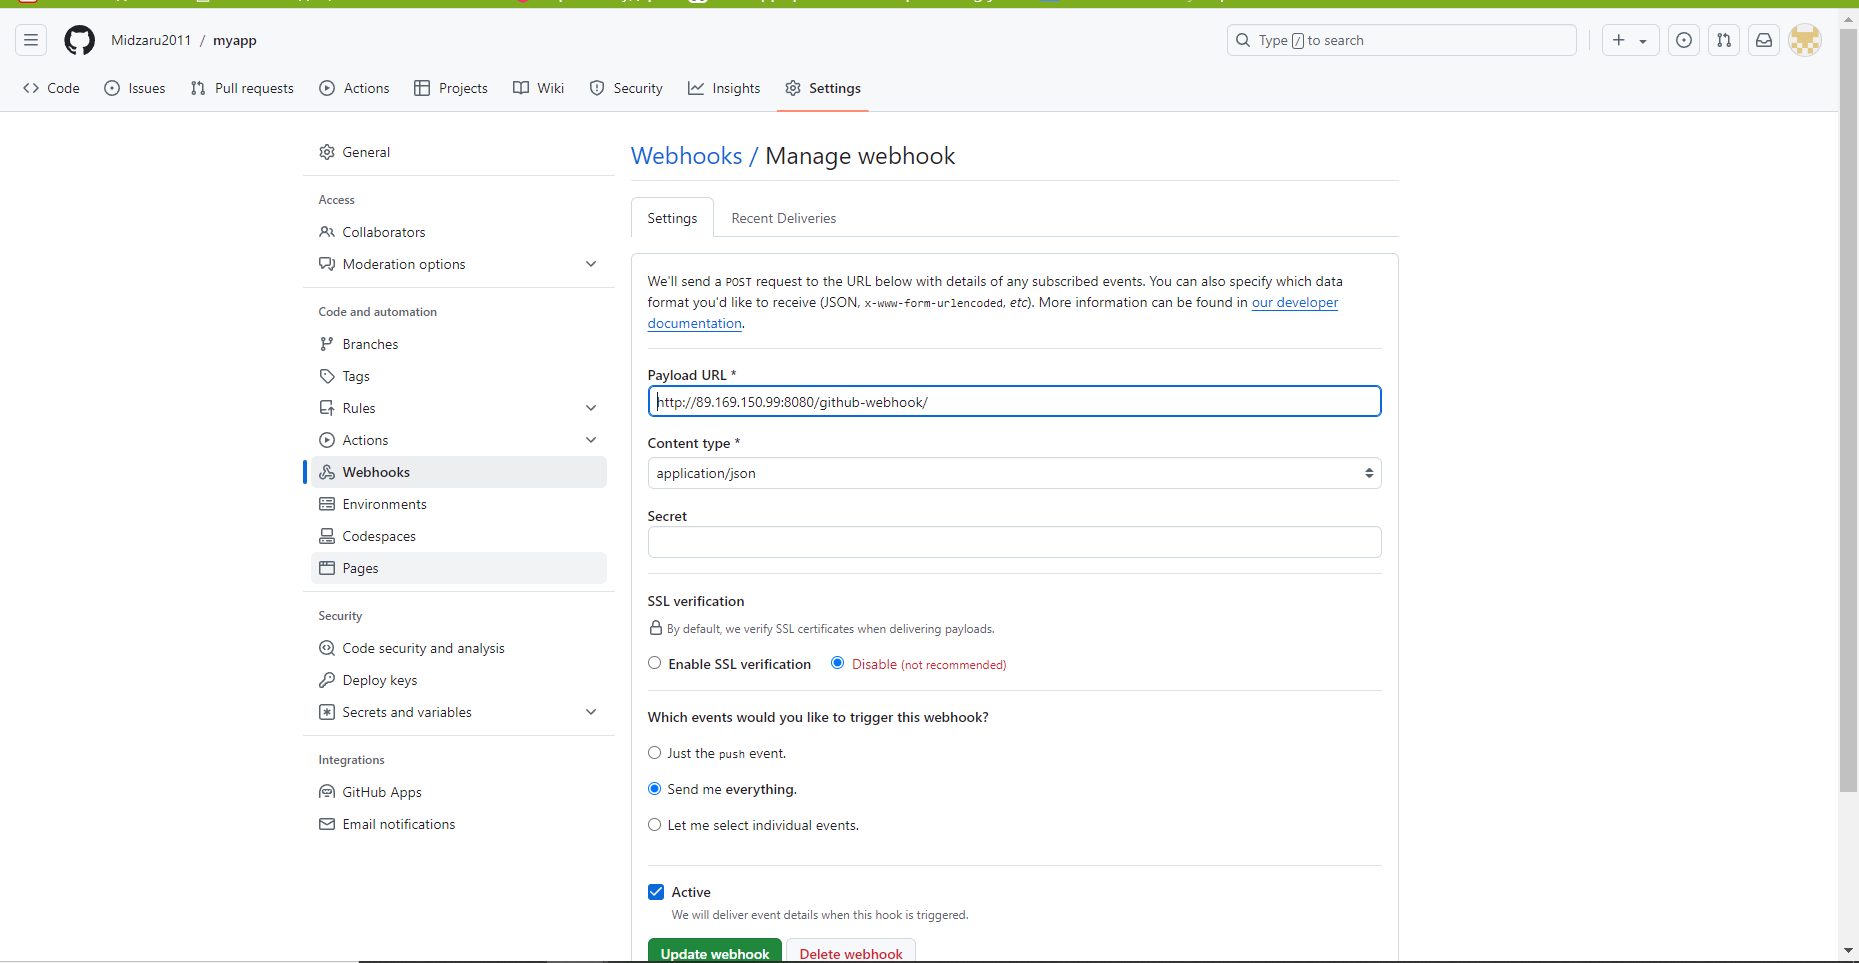 Midzaru2011 / myapp
Type / to search
Code Issues Pull requests Actions Projects Wiki Security Insights Settings
General
Access
Collaborators
Moderation options
Code and automation
Branches
Tags
Rules
Actions
Webhooks
Environments
Codespaces
Pages
Security
Code security and analysis
Deploy keys
Secrets and variables
Integrations
GitHub Apps
Email notifications
Webhooks / Manage webhook
Settings Recent Deliveries
We'll send a POST request to the URL below with details of any subscribed events. You can also specify which data
format you'd like to receive (JSON, x-www-form-urlencoded, etc). More information can be found in our developer
documentation.
Payload URL *
http://89.169.150.99:8080/github-webhook/
Content type *
application/json
Secret
SSL verification
By default, we verify SSL certificates when delivering payloads.
Enable SSL verification Disable (not recommended)
Which events would you like to trigger this webhook?
Just the push event.
Send me everything.
Let me select individual events.
Active
We will deliver event details when this hook is triggered.
Update webhook Delete webhook